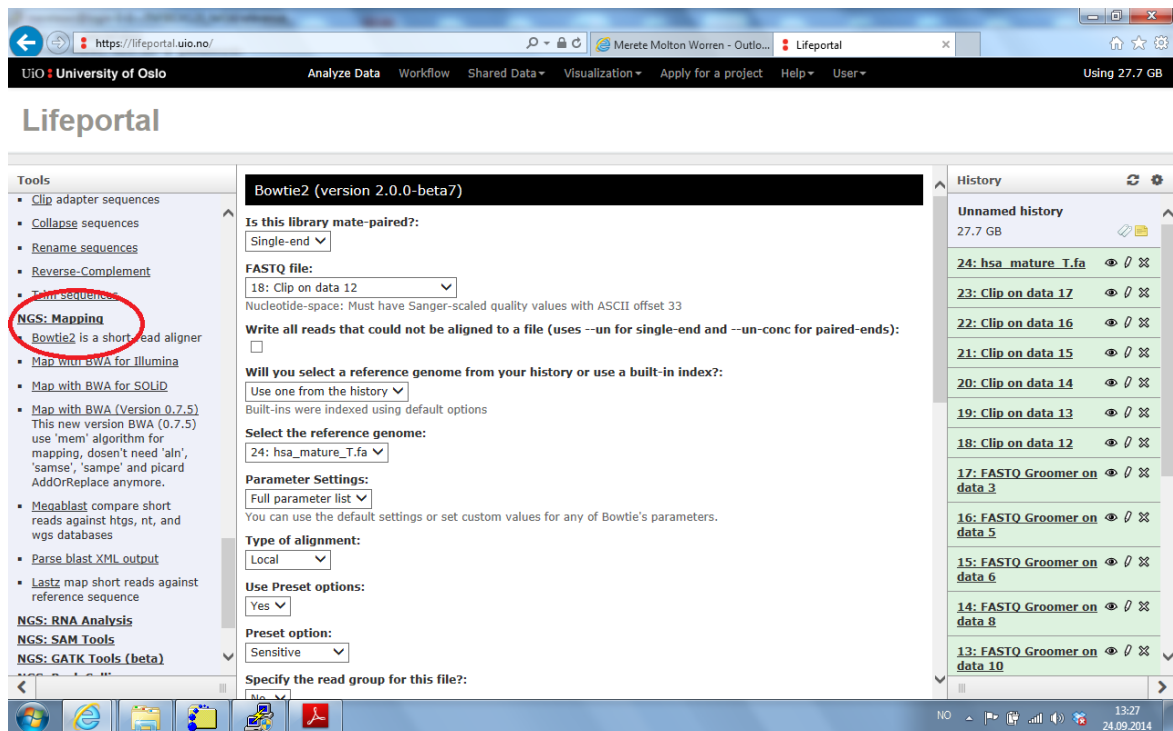 https://lifeportal.uio.no/
Merete Molton Worren - Outlo...
Lifeportal
UiO University of Oslo
Analyze Data Workflow Shared Data Visualization Apply for a project Help User
Using 27.7 GB
Lifeportal
Tools
Clip adapter sequences
Collapse sequences
Rename sequences
Reverse-Complement
Trim sequences
NGS: Mapping
Bowtie2 is a short-read aligner
Map with BWA for Illumina
Map with BWA for SOLiD
Map with BWA (Version 0.7.5)
This new version BWA (0.7.5)
use 'mem' algorithm for
mapping, dosen't need 'aln',
'samse', 'sampe' and picard
AddOrReplace anymore.
Megablast compare short
reads against htgs, nt, and
wgs databases
Parse blast XML output
Lastz map short reads against
reference sequence
NGS: RNA Analysis
NGS: SAM Tools
NGS: GATK Tools (beta)
Bowtie2 (version 2.0.0-beta7)
Is this library mate-paired?:
Single-end
FASTQ file:
18: Clip on data 12
Nucleotide-space: Must have Sanger-scaled quality values with ASCII offset 33
Write all reads that could not be aligned to a file (uses --un for single-end and --un-conc for paired-ends):
Will you select a reference genome from your history or use a built-in index?:
Use one from the history
Built-ins were indexed using default options
Select the reference genome:
24: hsa_mature_T.fa
Parameter Settings:
Full parameter list
You can use the default settings or set custom values for any of Bowtie's parameters.
Type of alignment:
Local
Use Preset options:
Yes
Preset option:
Sensitive
Specify the read group for this file?:
No
History
Unnamed history
27.7 GB
24: hsa_mature_T.fa
23: Clip on data 17
22: Clip on data 16
21: Clip on data 15
20: Clip on data 14
19: Clip on data 13
18: Clip on data 12
17: FASTQ Groomer on
data 3
16: FASTQ Groomer on
data 5
15: FASTQ Groomer on
data 6
14: FASTQ Groomer on
data 8
13: FASTQ Groomer on
data 10
NO
13:27
24.09.2014